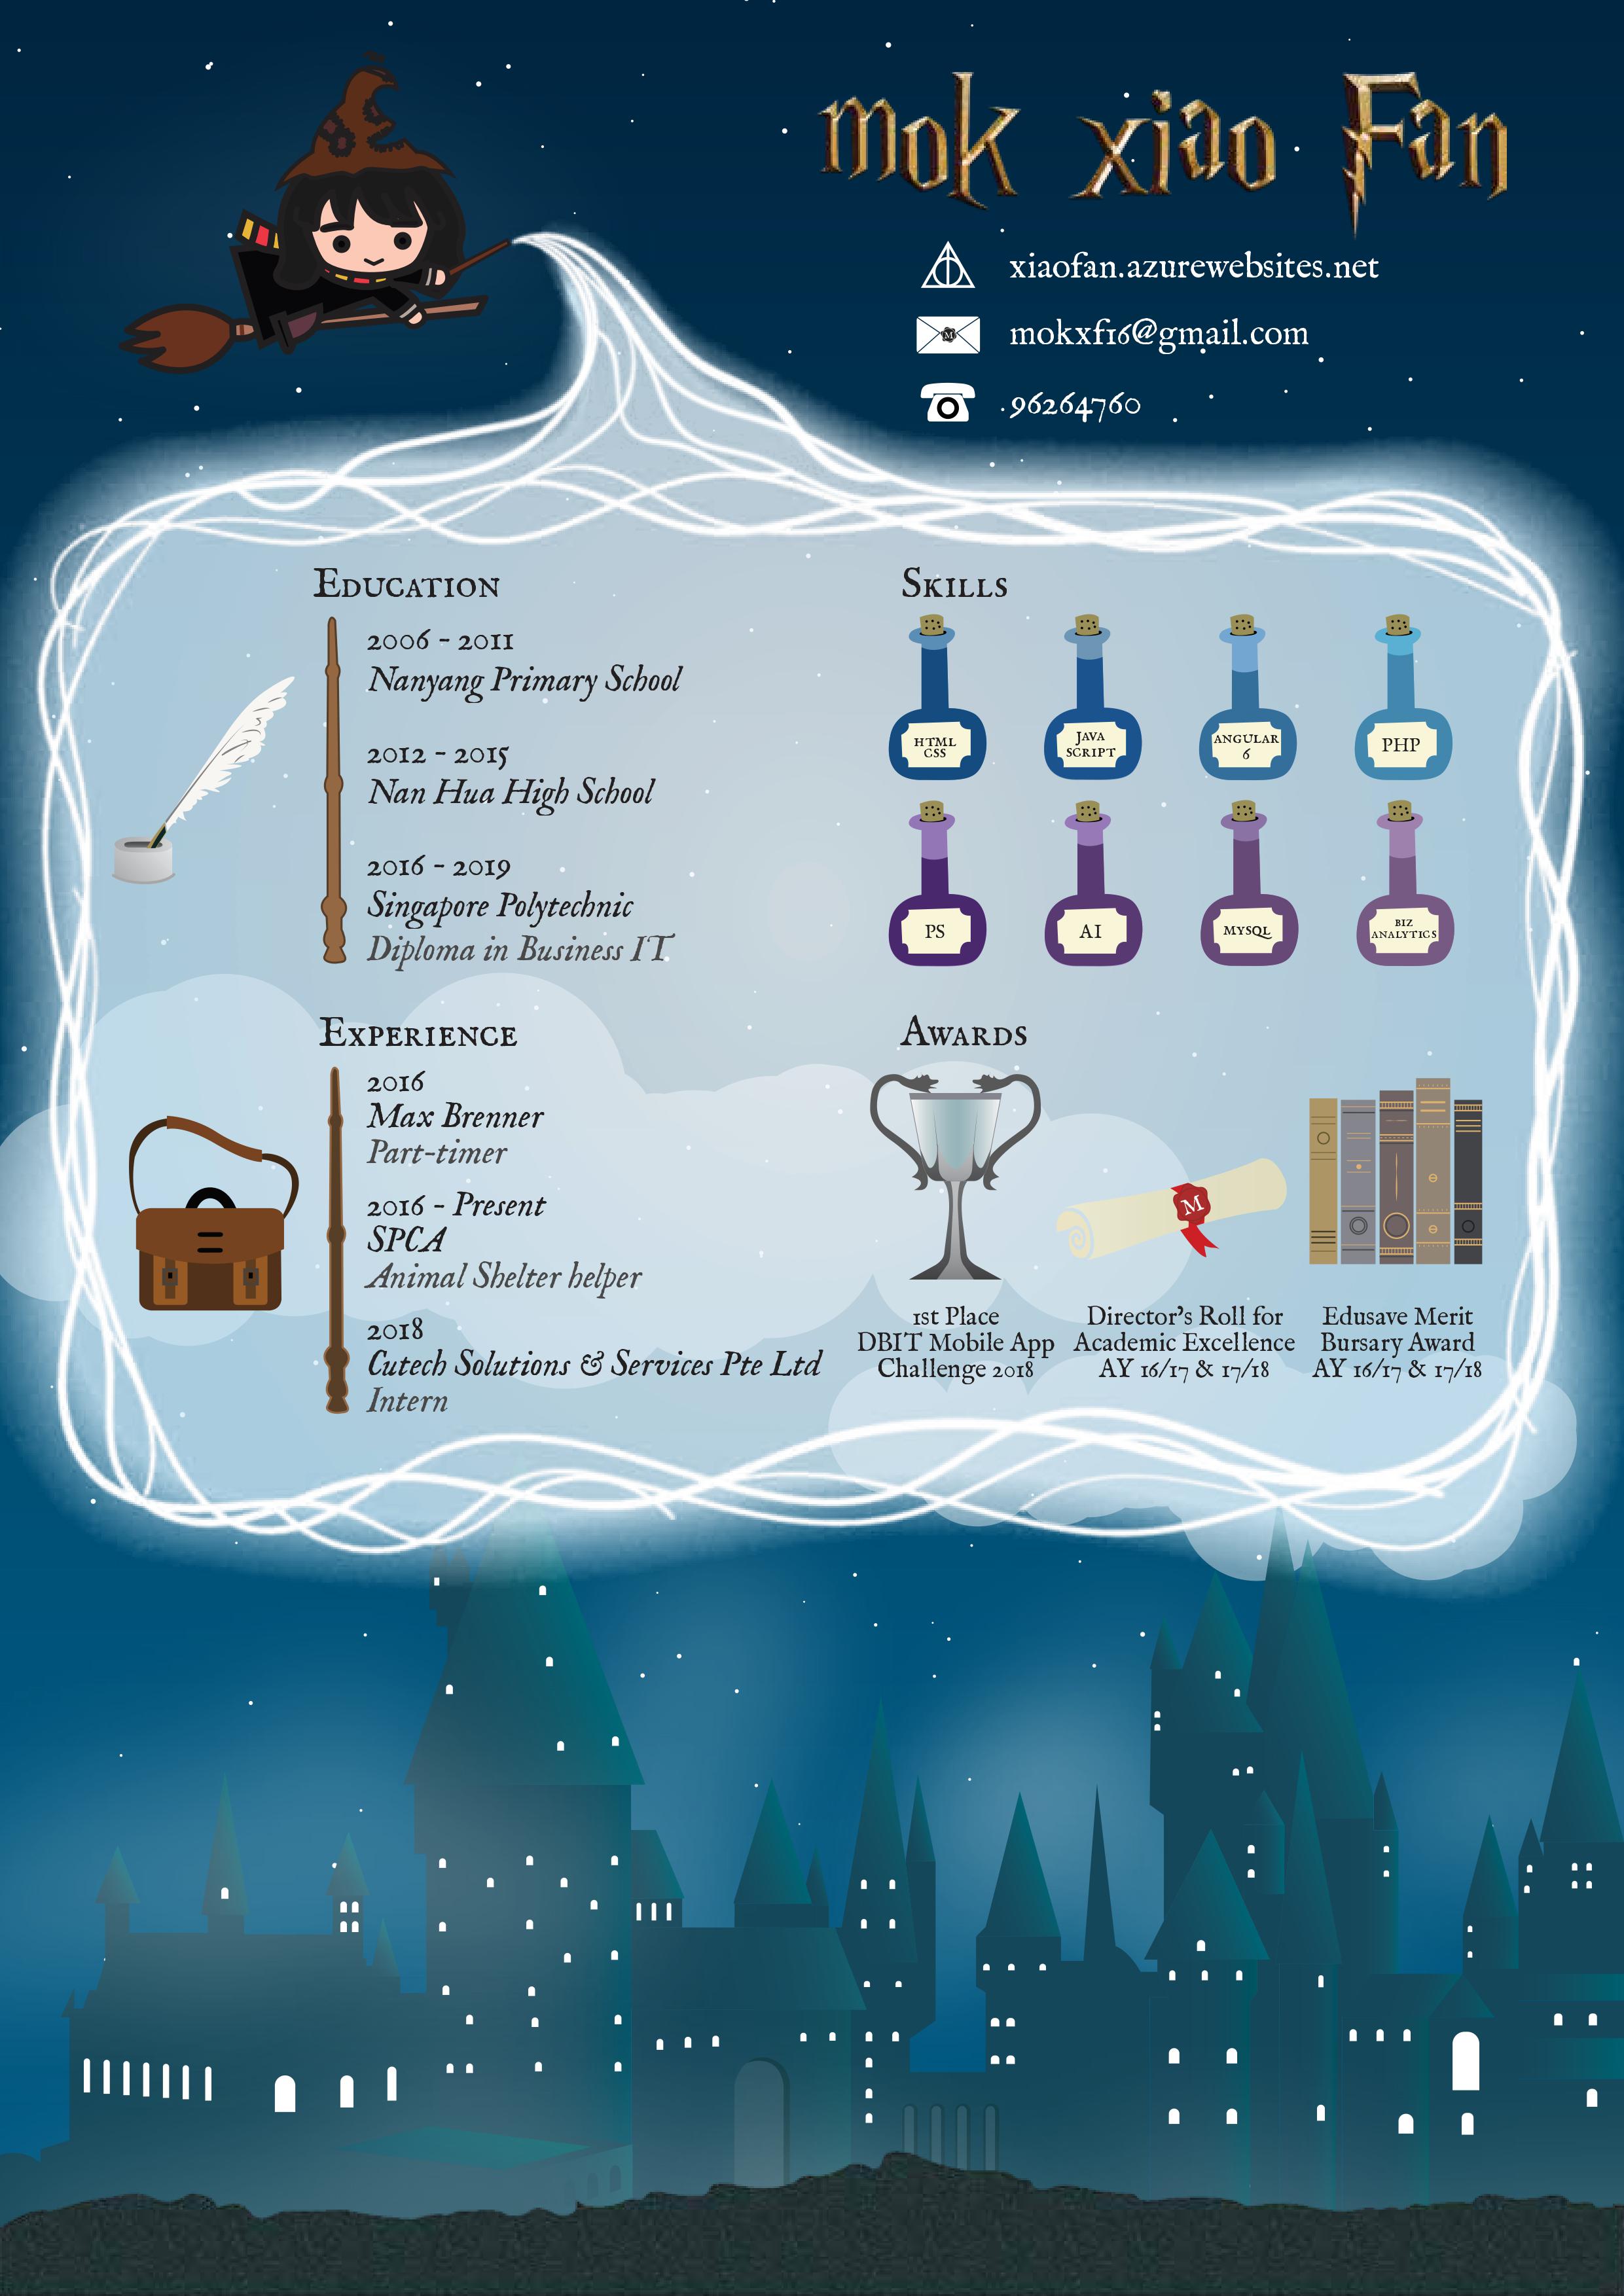 mok xiao Fan
xiaofan.azurewebsites.net
M
mokxf16@gmail.com
96264760
Education
2006 - 2011
Nanyang Primary School
2012 - 2015
Nan Hua High School
2016 - 2019
Singapore Polytechnic
Diploma in Business IT
Skills
HTML
CSS
JAVA
SCRIPT
ANGULAR
6
PHP
PS
AI
MYSQL
BIZ
ANALYTICS
Experience
2016
Max Brenner
Part-timer
2016 - Present
SPCA
Animal Shelter helper
2018
Cutech Solutions & Services Pte Ltd
Intern
Awards
M
1st Place
DBIT Mobile App
Challenge 2018
Director's Roll for
Academic Excellence
AY 16/17 & 17/18
Edusave Merit
Bursary Award
AY 16/17 & 17/18